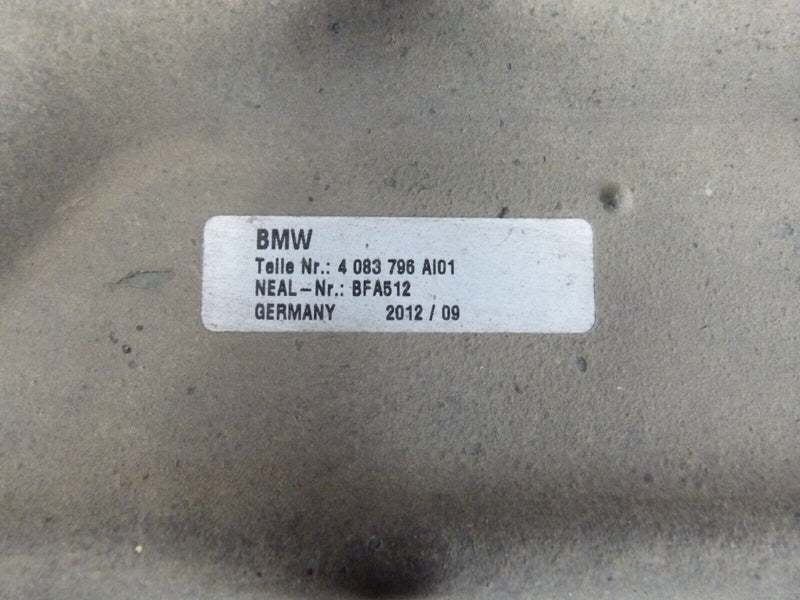 BMW
Teile Nr.: 4 083 796 AI01
NEAL-Nr.: BFA512
GERMANY 2012 / 09